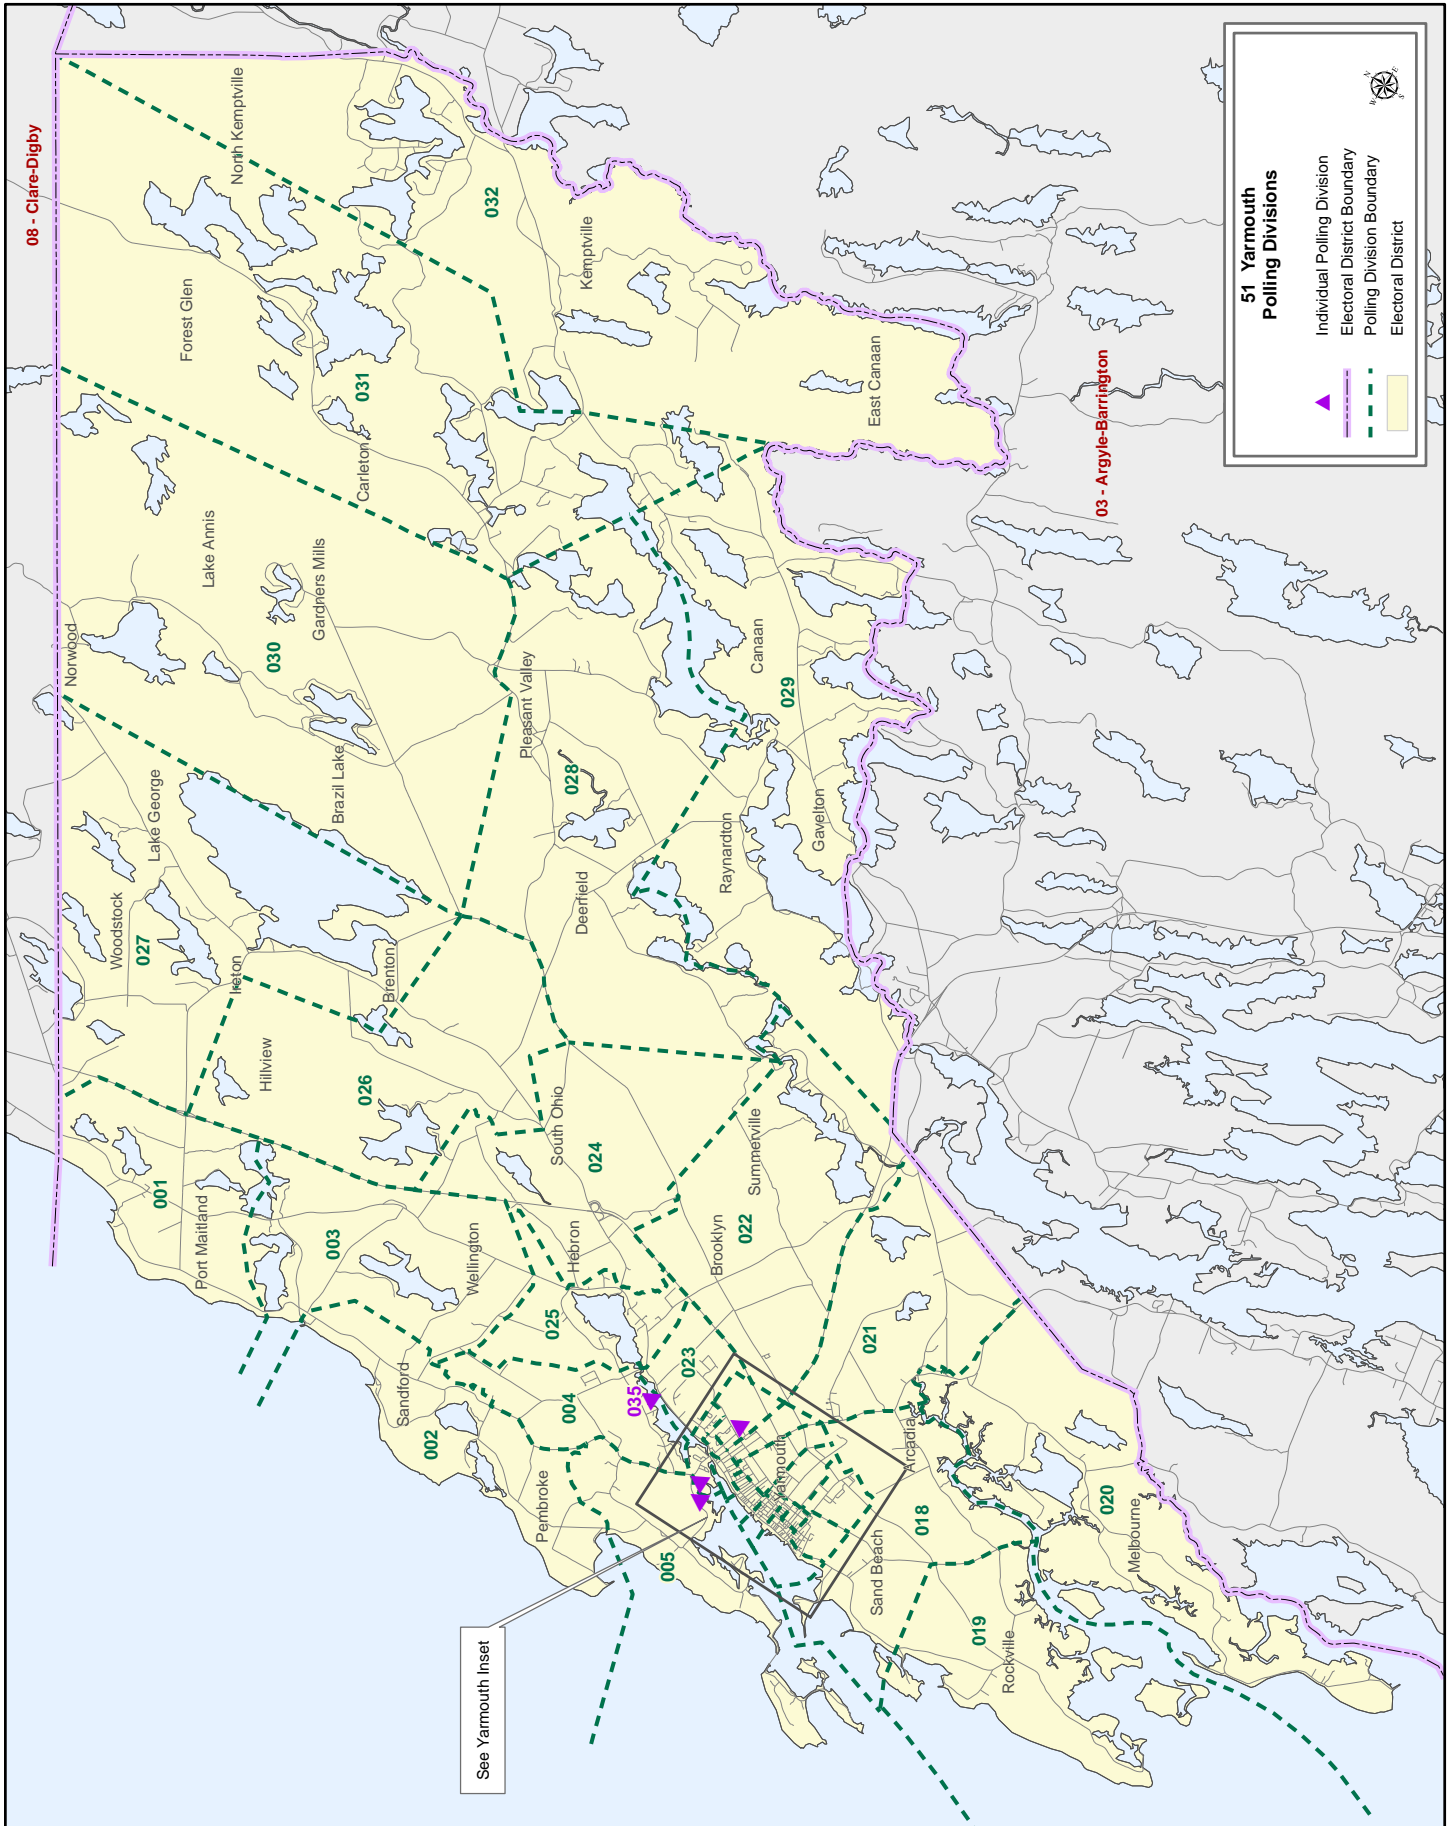 08 - Clare-Digby
North Kemptville
032
Forest Glen
Kemptville
031
East Canaan
Carleton
03 - Argyle-Barrington
Lake Annis
Gardners Mills
Norwood
030
Canaan
029
Pleasant Valley
028
Brazil Lake
Lake George
Gavelton
Raynardton
Woodstock
027
Deerfield
Ireton
Brenton
Hillview
026
South Ohio
024
Summerville
001
Port Maitland
003
Wellington
Hebron
Brooklyn
022
025
021
023
Sandford
002
004
035
Arcadia
Yarmouth
Pembroke
005
018
020
Melbourne
Sand Beach
019
Rockville
See Yarmouth Inset
51 Yarmouth
Polling Divisions
Individual Polling Division
Electoral District Boundary
Polling Division Boundary
Electoral District
N
E
S
W